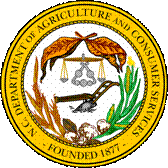 N.C. DEPARTMENT OF AGRICULTURE AND CONSUMER SERVICES
· FOUNDED 1877 ·